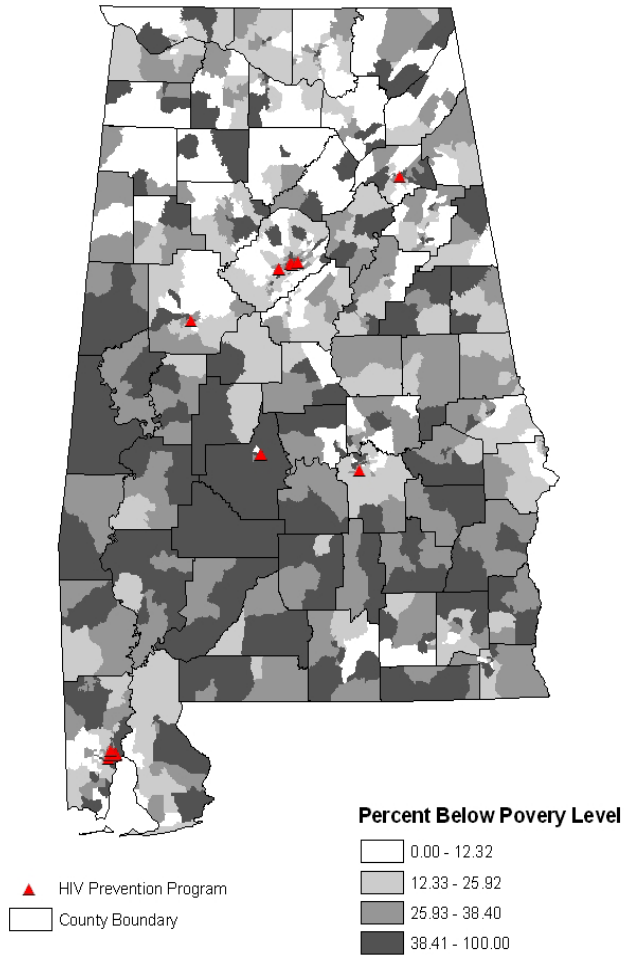 Percent Below Povery Level
0.00 - 12.32
12.33 - 25.92
25.93 - 38.40
38.41 - 100.00
HIV Prevention Program
County Boundary